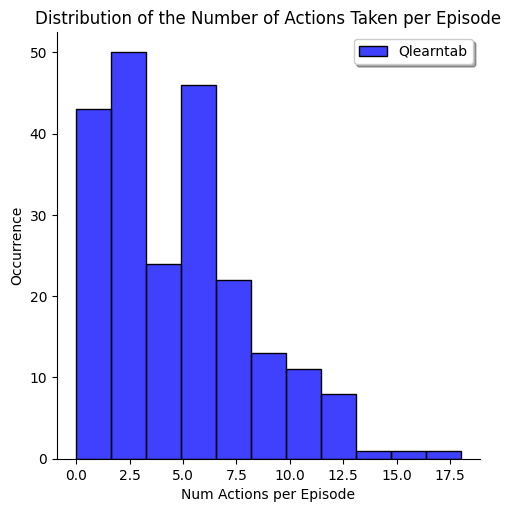 Distribution of the Number of Actions Taken per Episode
Qlearntab
50
40
30
20
10
0
Occurrence
0.0 2.5 5.0 7.5 10.0 12.5 15.0 17.5
Num Actions per Episode